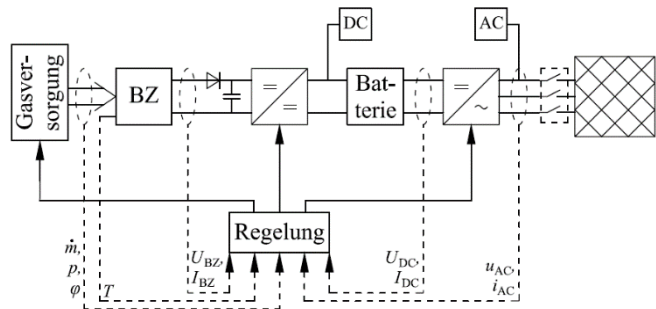 DC
AC
Gasver-
sorgung
BZ
=
=
Bat-
terie
=
~
Regelung
ṁ,
p,
φ
T
U_BZ,
I_BZ
U_DC,
I_DC
u_AC,
i_AC